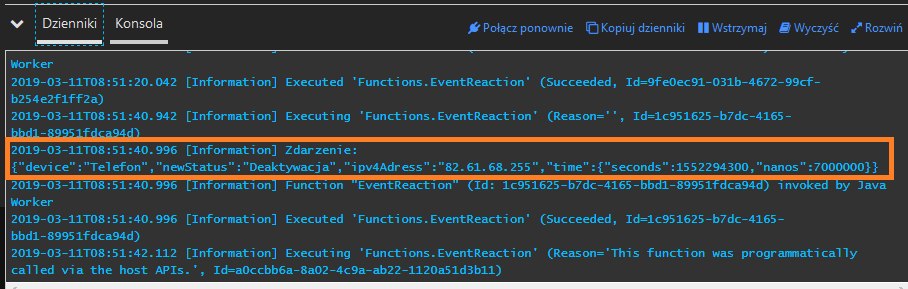 Dzienniki Konsola
Połącz ponownie Kopiuj dzienniki Wstrzymaj Wyczyść Rozwiń
Worker
2019-03-11T08:51:20.042 [Information] Executed 'Functions.EventReaction' (Succeeded, Id=9fe0ec91-031b-4672-99cf-
b254e2f1ff2a)
2019-03-11T08:51:40.942 [Information] Executing 'Functions.EventReaction' (Reason='', Id=1c951625-b7dc-4165-
bbd1-89951fdca94d)
2019-03-11T08:51:40.996 [Information] Zdarzenie:
{"device":"Telefon","newStatus":"Deaktywacja","ipv4Adress":"82.61.68.255","time":{"seconds":1552294300,"nanos":7000000}}
2019-03-11T08:51:40.996 [Information] Function "EventReaction" (Id: 1c951625-b7dc-4165-bbd1-89951fdca94d) invoked by Java
Worker
2019-03-11T08:51:40.996 [Information] Executed 'Functions.EventReaction' (Succeeded, Id=1c951625-b7dc-4165-
bbd1-89951fdca94d)
2019-03-11T08:51:42.112 [Information] Executing 'Functions.EventReaction' (Reason='This function was programmatically
called via the host APIs.', Id=a0ccbb6a-8a02-4c9a-ab22-1120a51d3b11)